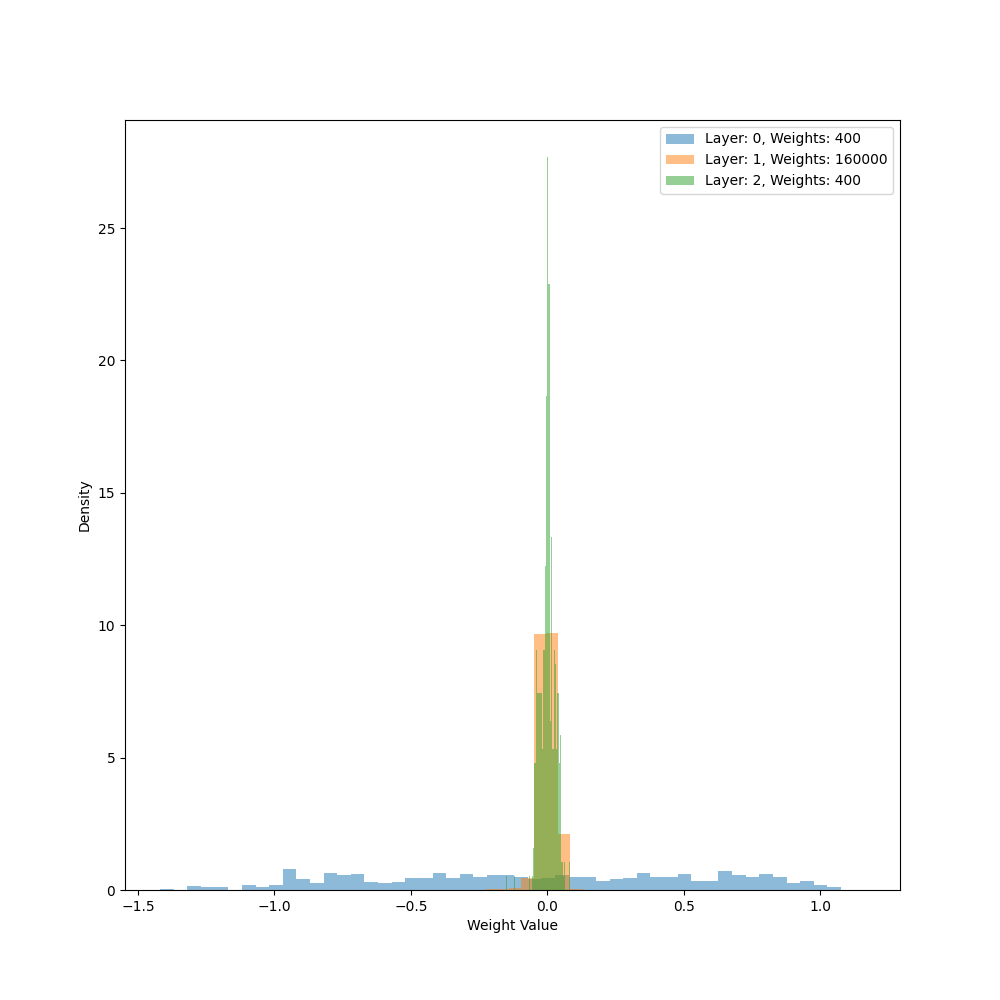 Layer: 0, Weights: 400
Layer: 1, Weights: 160000
Layer: 2, Weights: 400
25
20
15
10
5
0
Density
−1.5 −1.0 −0.5 0.0 0.5 1.0
Weight Value